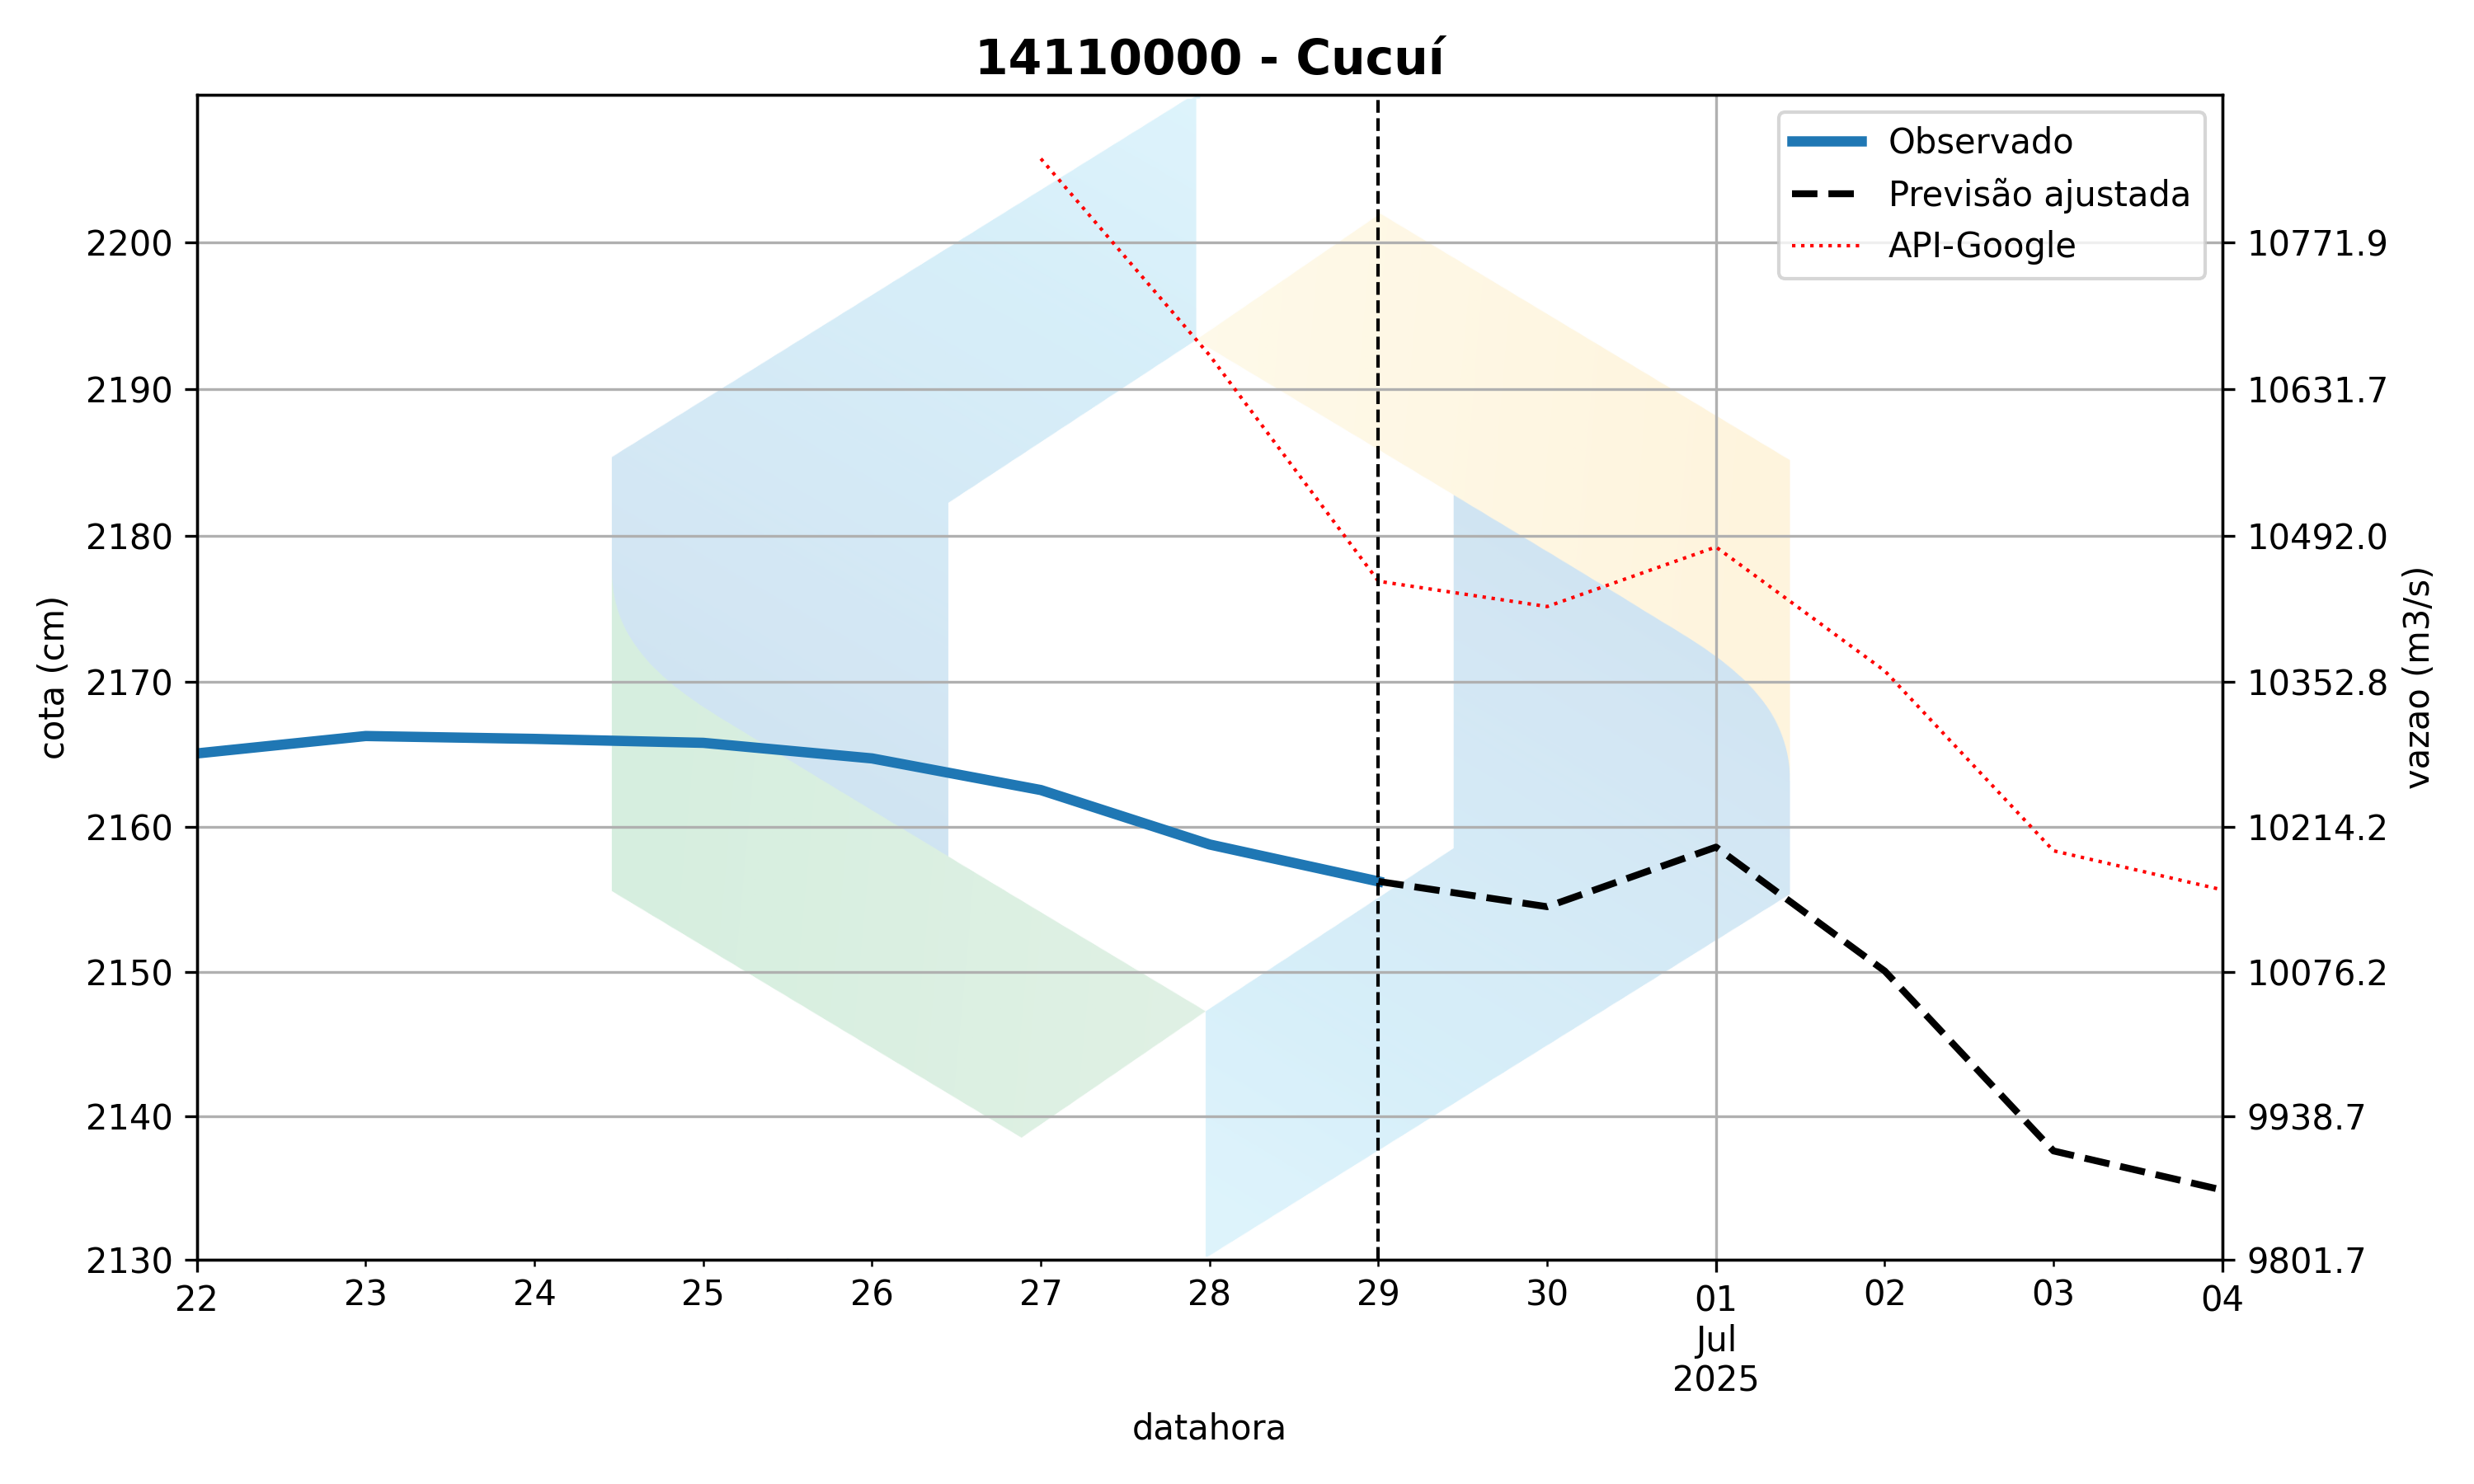 14110000 - Cucuí
Observado
Previsão ajustada
API-Google
cota (cm)
2200
2190
2180
2170
2160
2150
2140
2130
10771.9
10631.7
10492.0
10352.8
10214.2
10076.2
9938.7
9801.7
vazao (m3/s)
22 23 24 25 26 27 28 29 30 01 02 03 04
Jul
2025
datahora